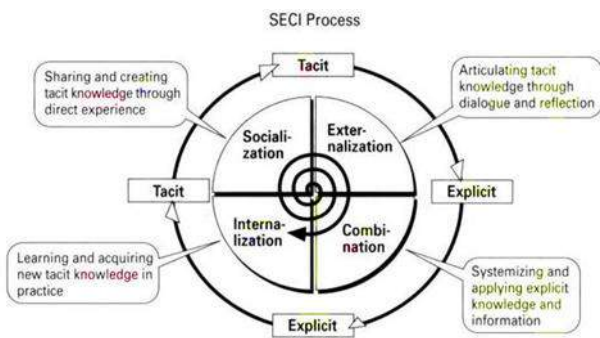 SECI Process
Tacit
Sharing and creating
tacit knowledge through
direct experience
Articulating tacit
knowledge through
dialogue and reflection
Sociali-
zation
Exter-
nalization
Tacit
Explicit
Interna-
lization
Combi-
nation
Learning and acquiring
new tacit knowledge in
practice
Systemizing and
applying explicit
knowledge and
information
Explicit